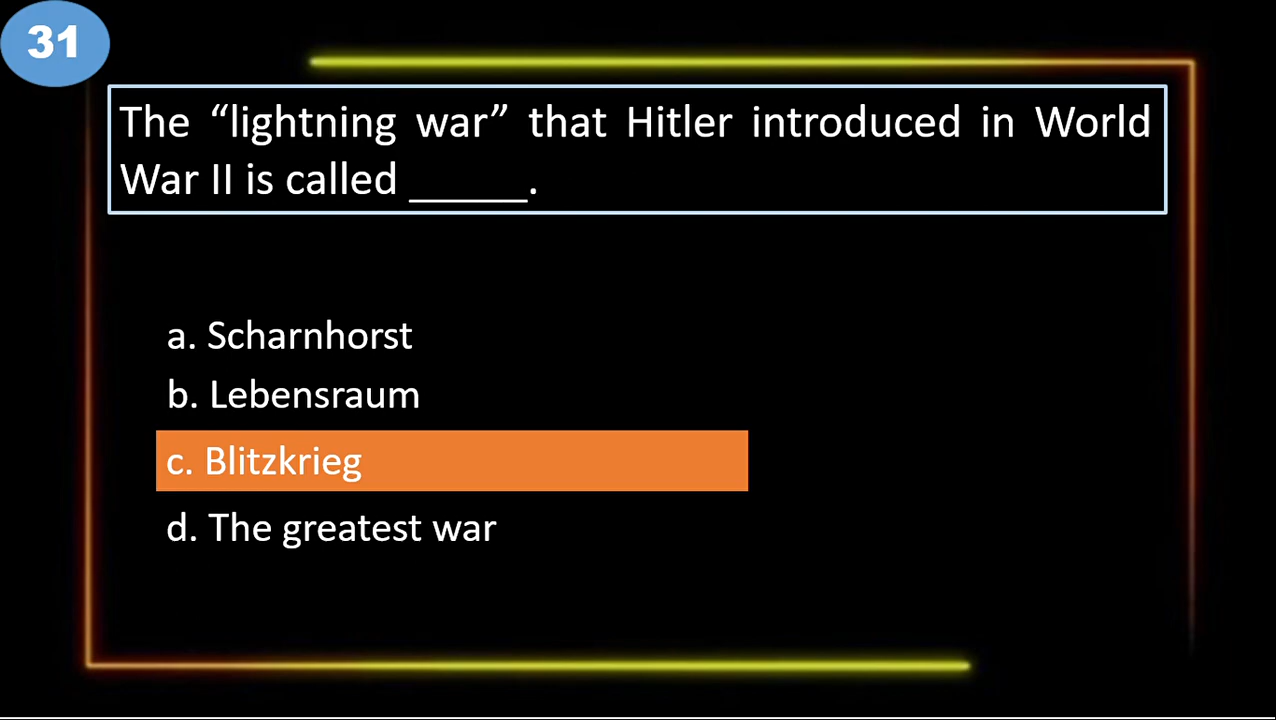 31
The “lightning war” that Hitler introduced in World
War II is called ______.
a. Scharnhorst
b. Lebensraum
c. Blitzkrieg
d. The greatest war